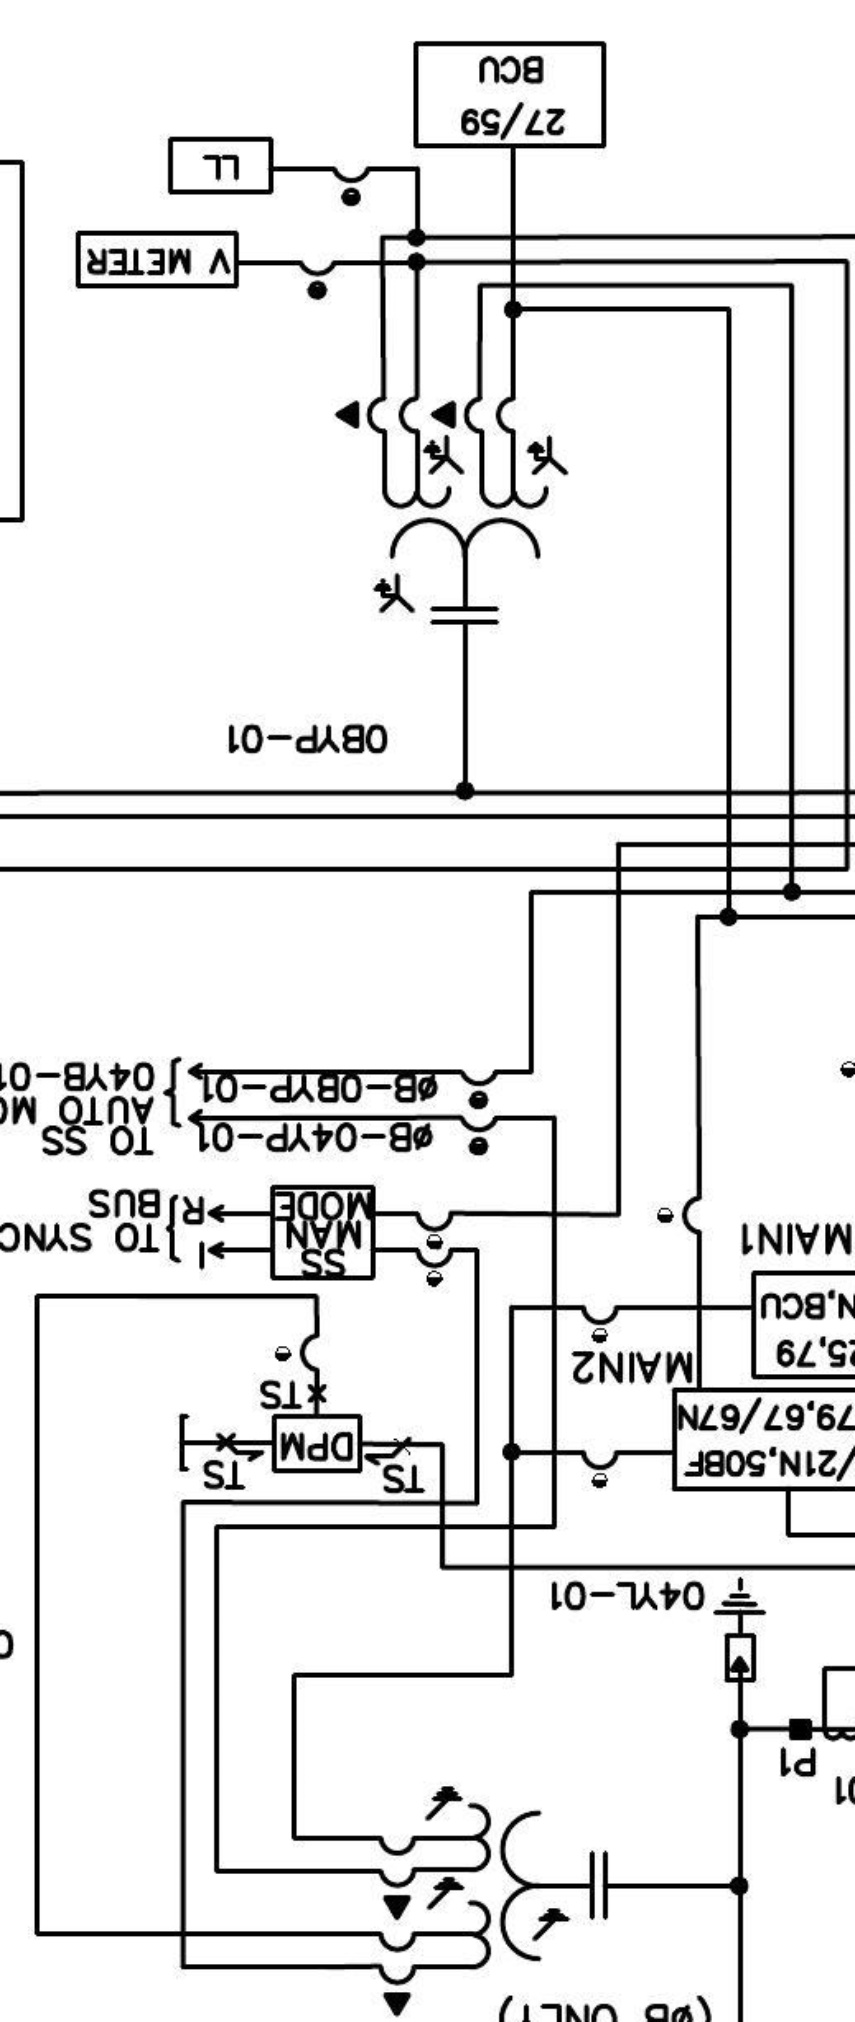 (ØB ONLY)
P1
04YL-01
TS
TS
DPM
TS
/21N,50BF
79,67/67N
MAIN2
25,79
N,BCU
MAIN1
SS
MAN
MODE
I
R
TO SYNC
BUS
ØB-04YP-01
ØB-0BYP-01
TO SS
AUTO MO
04YB-01
0BYP-01
V METER
LL
27/59
BCU